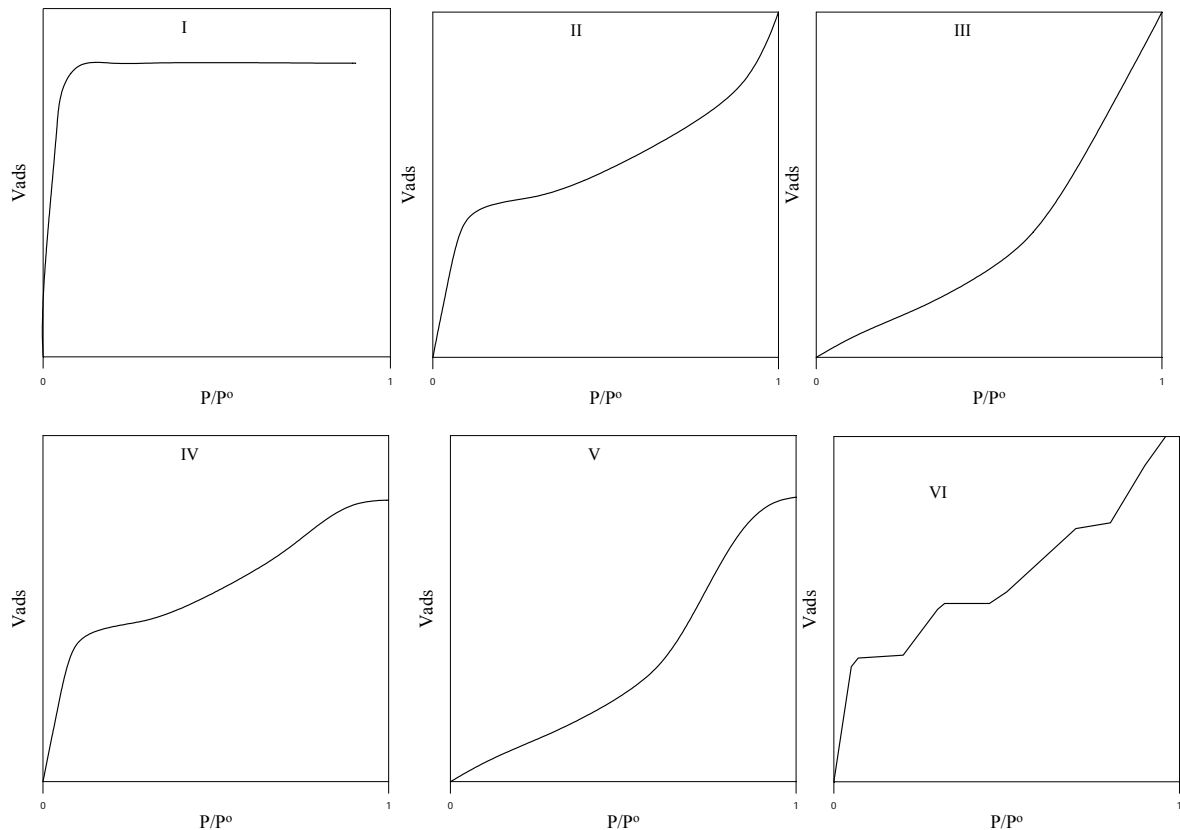 I
Vads
0 1
P/Pº
II
Vads
0 1
P/Pº
III
Vads
0 1
P/Pº
IV
Vads
0 1
P/Pº
V
Vads
0 1
P/Pº
VI
Vads
0 1
P/Pº